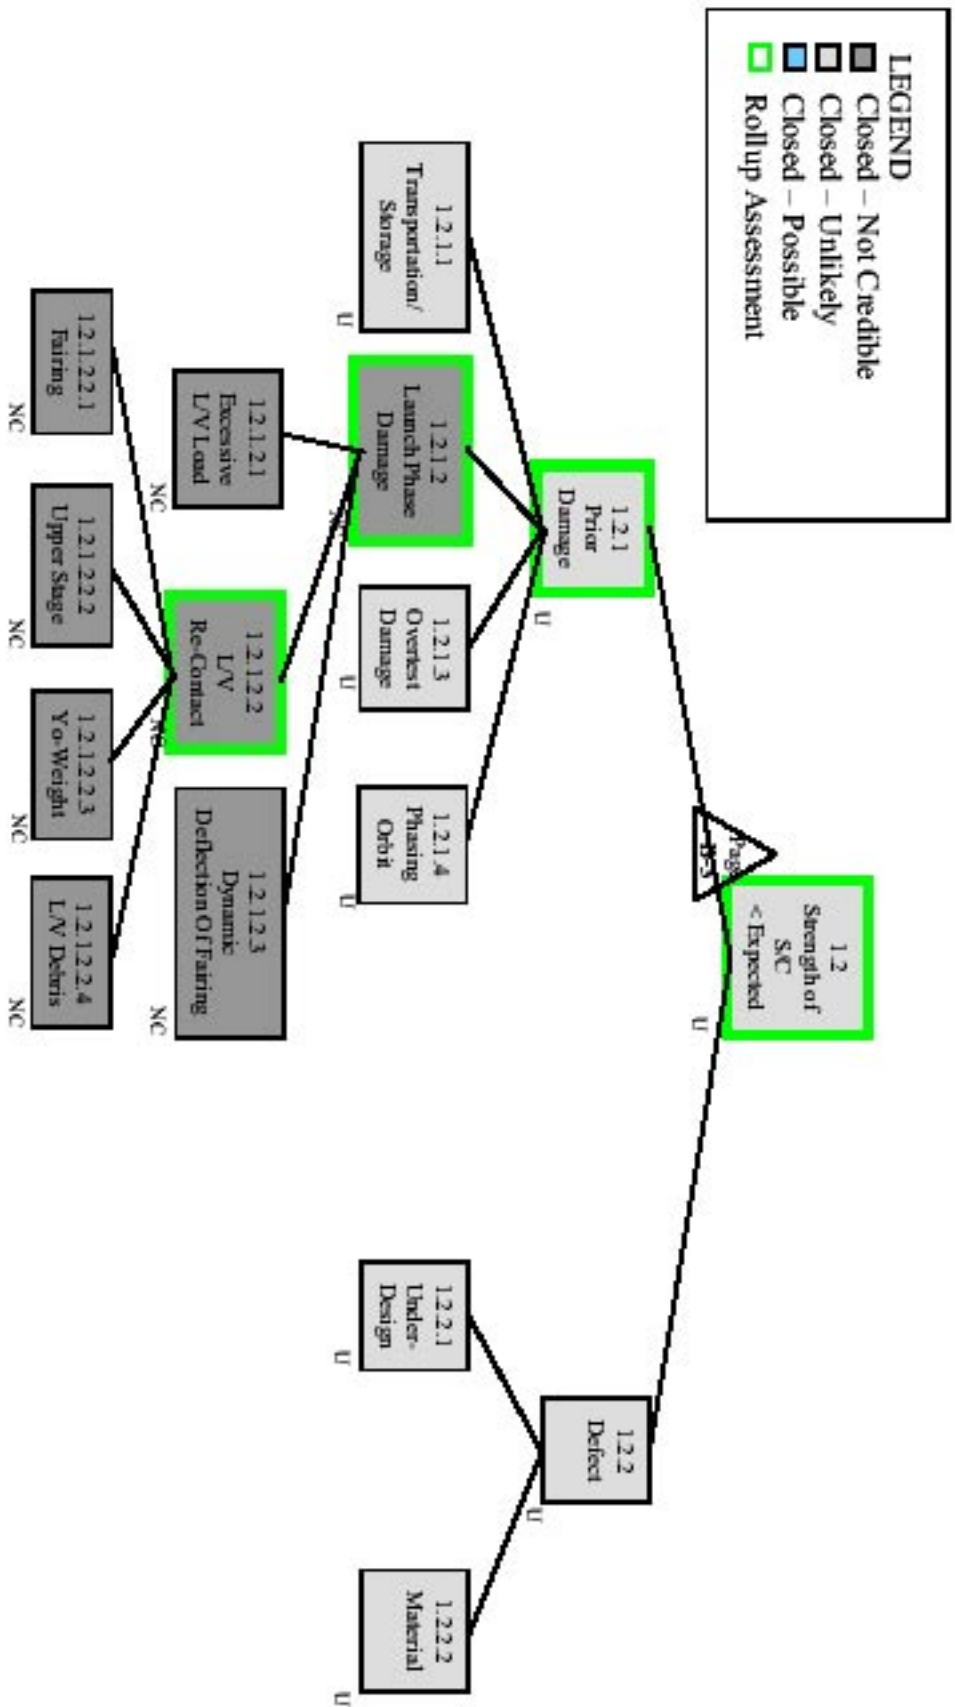 LEGEND
Closed – Not Credible
Closed – Unlikely
Closed – Possible
Rollup Assessment
1.2
Strength of
S/C
< Expected
U
Page
1.2.1
Prior
Damage
U
1.2.2
Defect
U
1.2.1.1
Transportation/
Storage
U
1.2.1.2
Launch Phase
Damage
NC
1.2.1.3
Overtest
Damage
U
1.2.1.4
Phasing
Orbit
U
1.2.2.1
Under-
Design
U
1.2.2.2
Material
U
1.2.1.2.1
Excessive
L/V Load
NC
1.2.1.2.2
L/V
Re-Contact
NC
1.2.1.2.3
Dynamic
Deflection Of Fairing
NC
1.2.1.2.2.1
Fairing
NC
1.2.1.2.2.2
Upper Stage
NC
1.2.1.2.2.3
Yo-Weight
NC
1.2.1.2.2.4
L/V Debris
NC